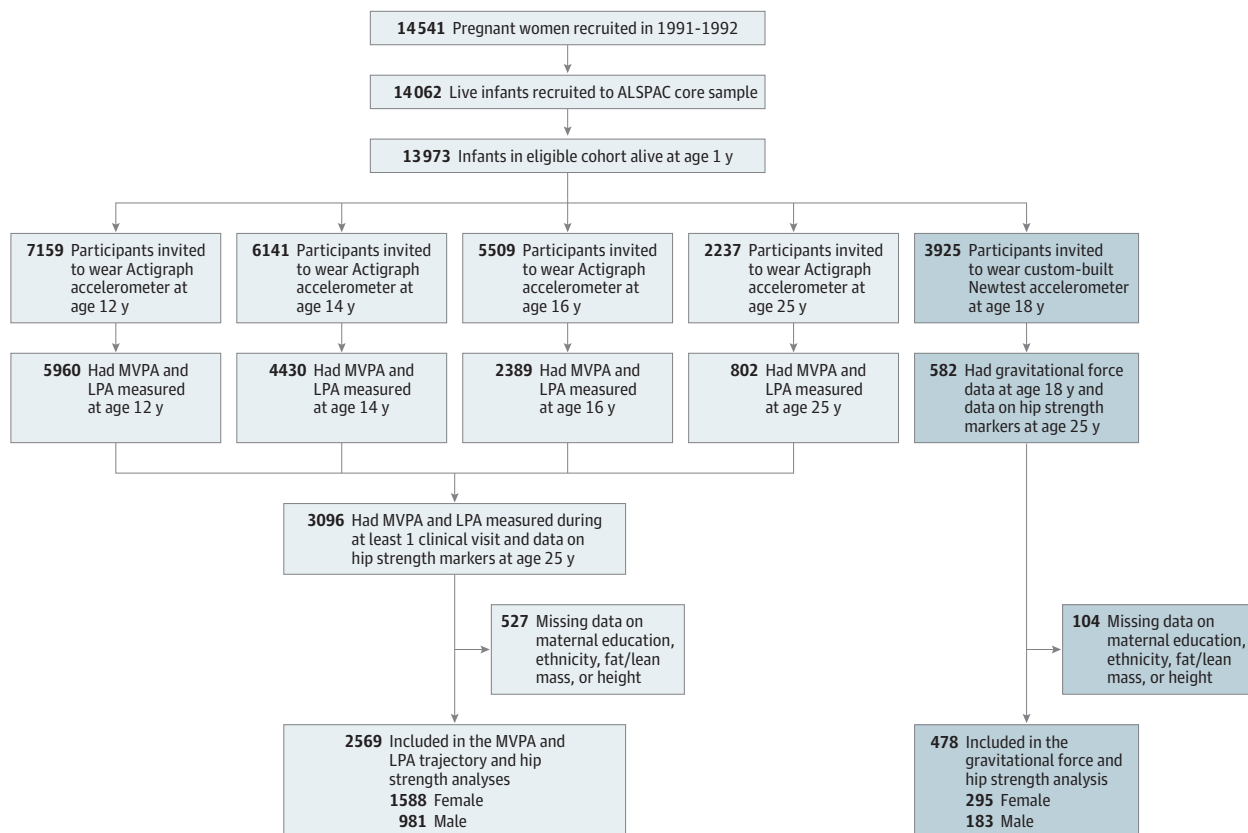 14541 Pregnant women recruited in 1991-1992
14062 Live infants recruited to ALSPAC core sample
13973 Infants in eligible cohort alive at age 1 y
7159 Participants invited
to wear Actigraph
accelerometer at
age 12 y
6141 Participants invited
to wear Actigraph
accelerometer at
age 14 y
5509 Participants invited
to wear Actigraph
accelerometer at
age 16 y
2237 Participants invited
to wear Actigraph
accelerometer at
age 25 y
3925 Participants invited
to wear custom-built
Newtest accelerometer
at age 18 y
5960 Had MVPA and
LPA measured
at age 12 y
4430 Had MVPA and
LPA measured
at age 14 y
2389 Had MVPA and
LPA measured
at age 16 y
802 Had MVPA and
LPA measured
at age 25 y
582 Had gravitational force
data at age 18 y and
data on hip strength
markers at age 25 y
3096 Had MVPA and LPA measured during
at least 1 clinical visit and data on
hip strength markers at age 25 y
527 Missing data on
maternal education,
ethnicity, fat/lean
mass, or height
104 Missing data on
maternal education,
ethnicity, fat/lean
mass, or height
2569 Included in the MVPA and
LPA trajectory and hip
strength analyses
1588 Female
981 Male
478 Included in the
gravitational force and
hip strength analysis
295 Female
183 Male